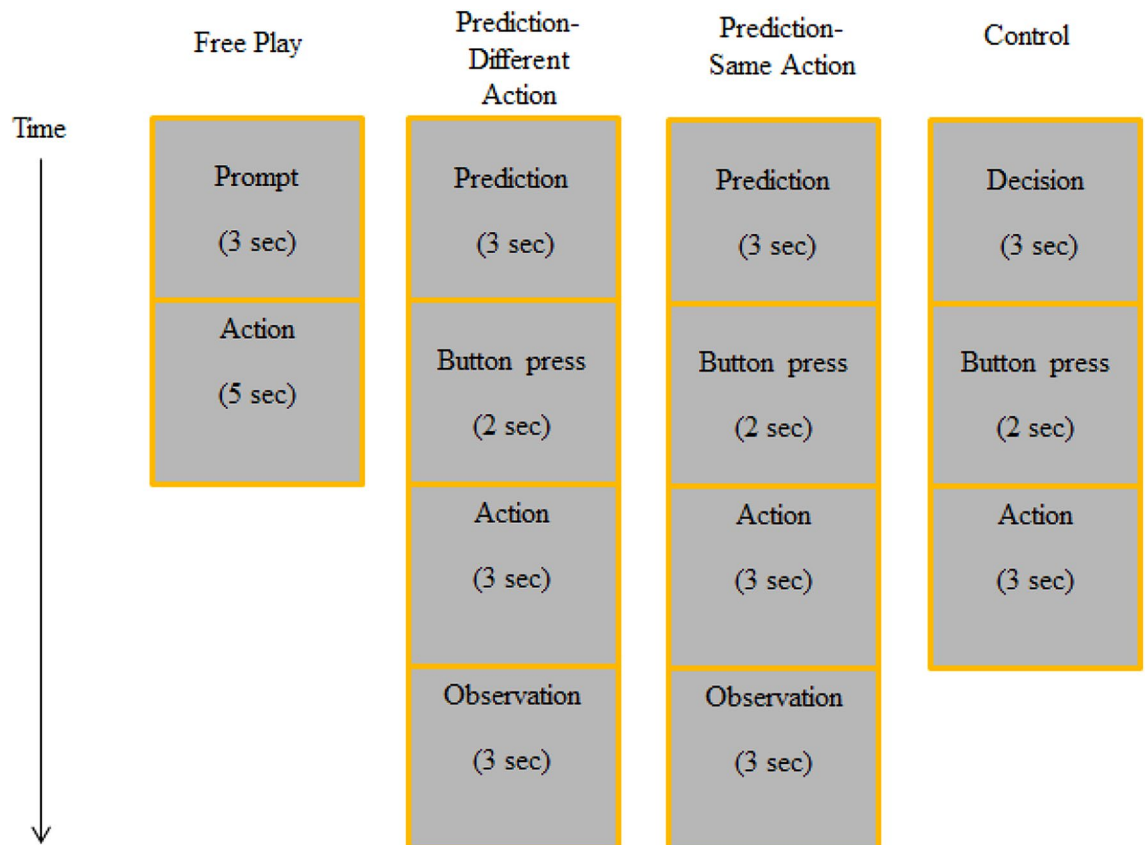 Free Play
Prediction-
Different
Action
Prediction-
Same Action
Control
Time
Prompt
(3 sec)
Action
(5 sec)
Prediction
(3 sec)
Button press
(2 sec)
Action
(3 sec)
Observation
(3 sec)
Prediction
(3 sec)
Button press
(2 sec)
Action
(3 sec)
Observation
(3 sec)
Decision
(3 sec)
Button press
(2 sec)
Action
(3 sec)